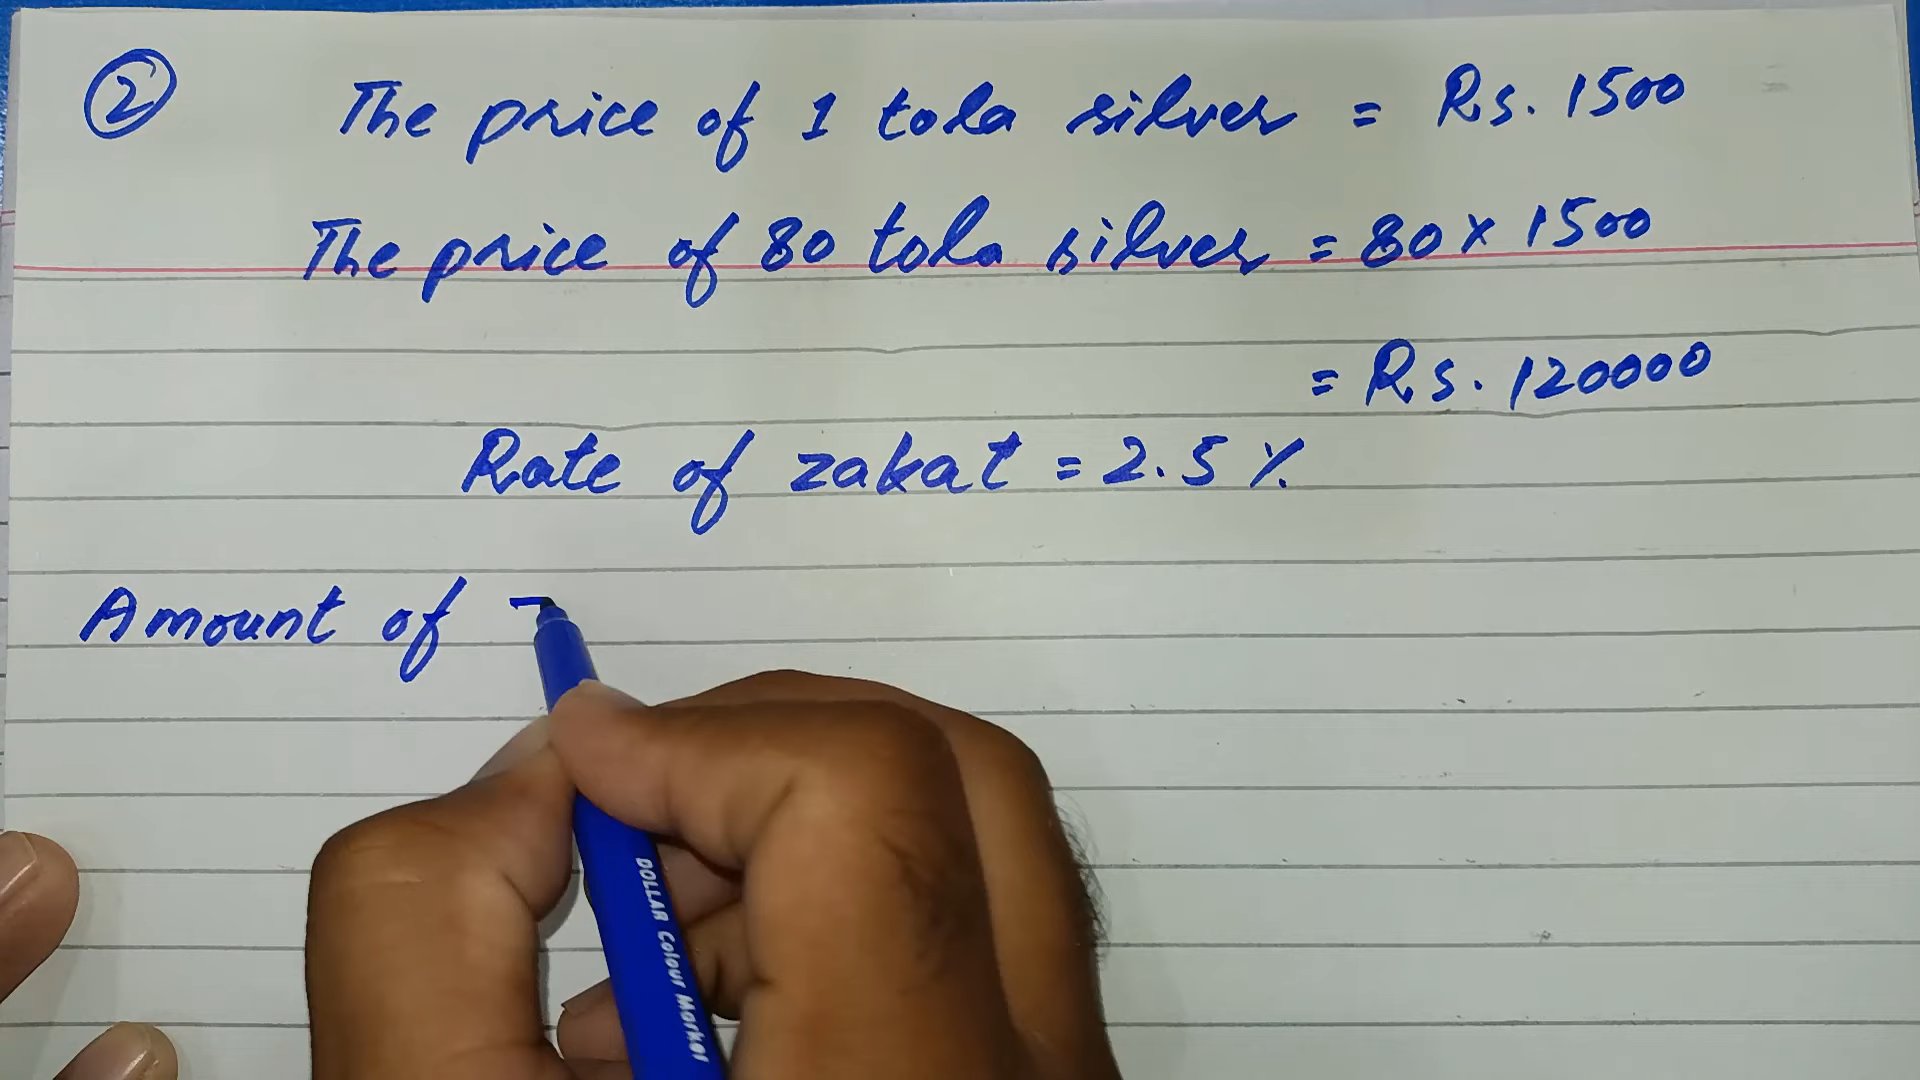 ② The price of 1 tola silver = Rs. 1500
The price of 80 tola silver = 80 x 1500
= Rs. 120000
Rate of zakat = 2.5 %
Amount of
DOLLAR Colour Marker